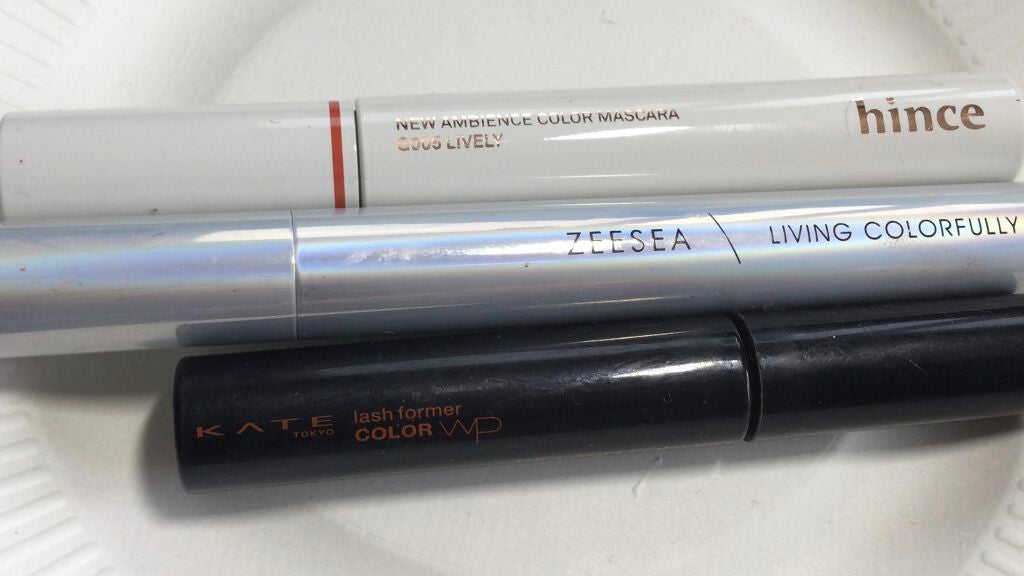 NEW AMBIENCE COLOR MASCARA
G005 LIVELY
hince
ZEESEA \ LIVING COLORFULLY
KATE TOKYO
lash former
COLOR WP